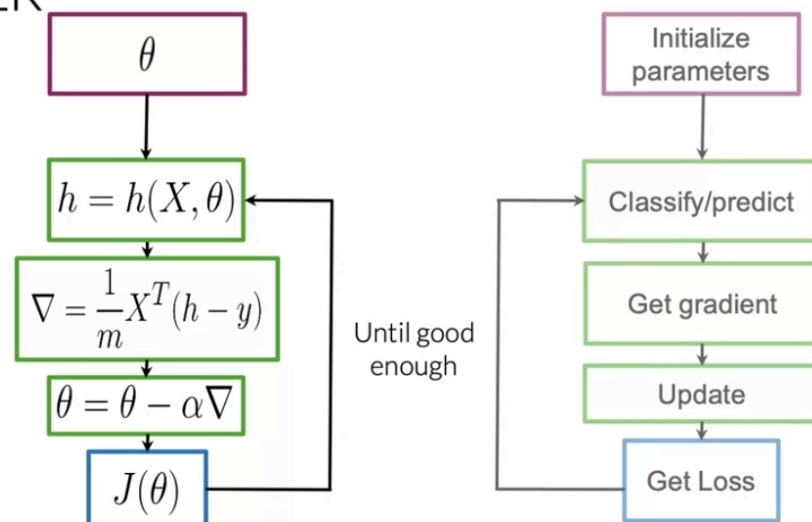 θ
h = h(X, θ)
∇ = 1/m X^T (h − y)
θ = θ − α∇
J(θ)
Until good
enough
Initialize
parameters
Classify/predict
Get gradient
Update
Get Loss